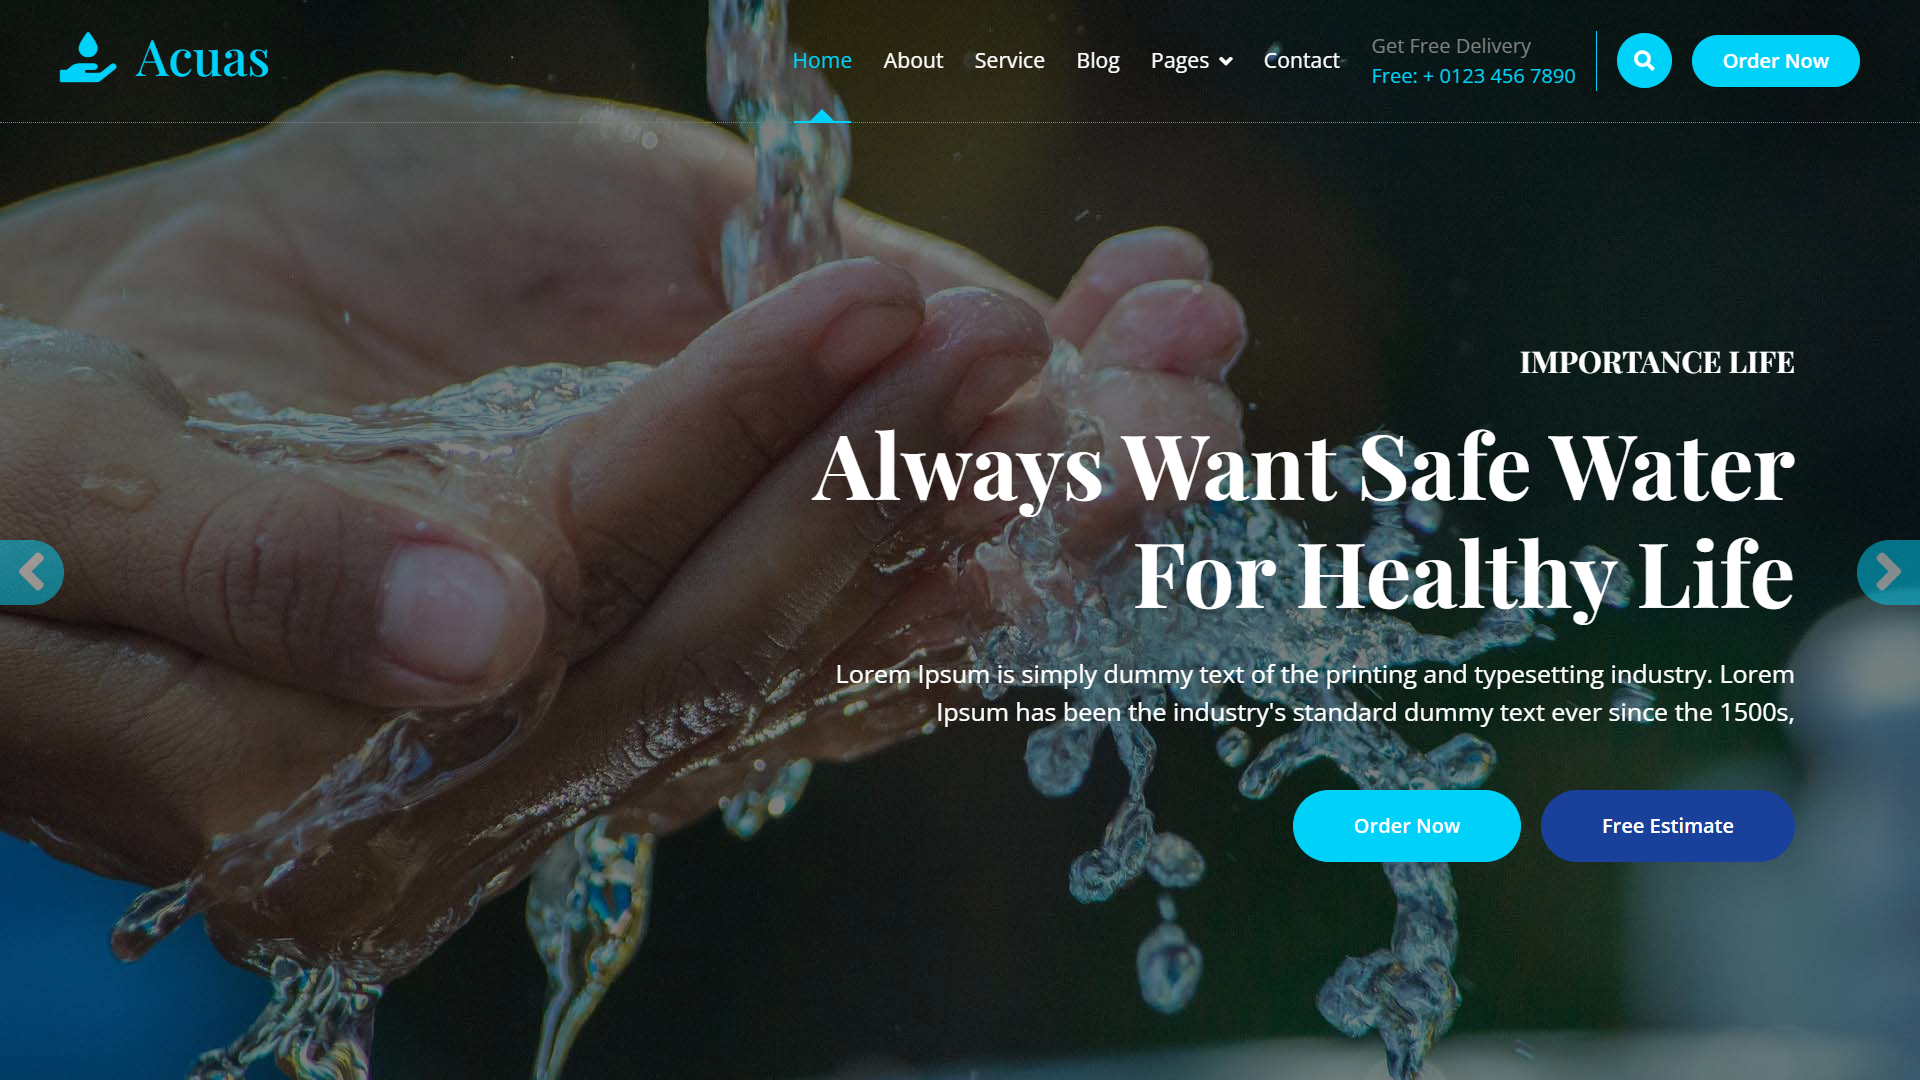 Acuas
Home
About
Service
Blog
Pages
Contact
Get Free Delivery
Free: + 0123 456 7890
Order Now
IMPORTANCE LIFE
Always Want Safe Water
For Healthy Life
Lorem Ipsum is simply dummy text of the printing and typesetting industry. Lorem
Ipsum has been the industry's standard dummy text ever since the 1500s,
Order Now
Free Estimate